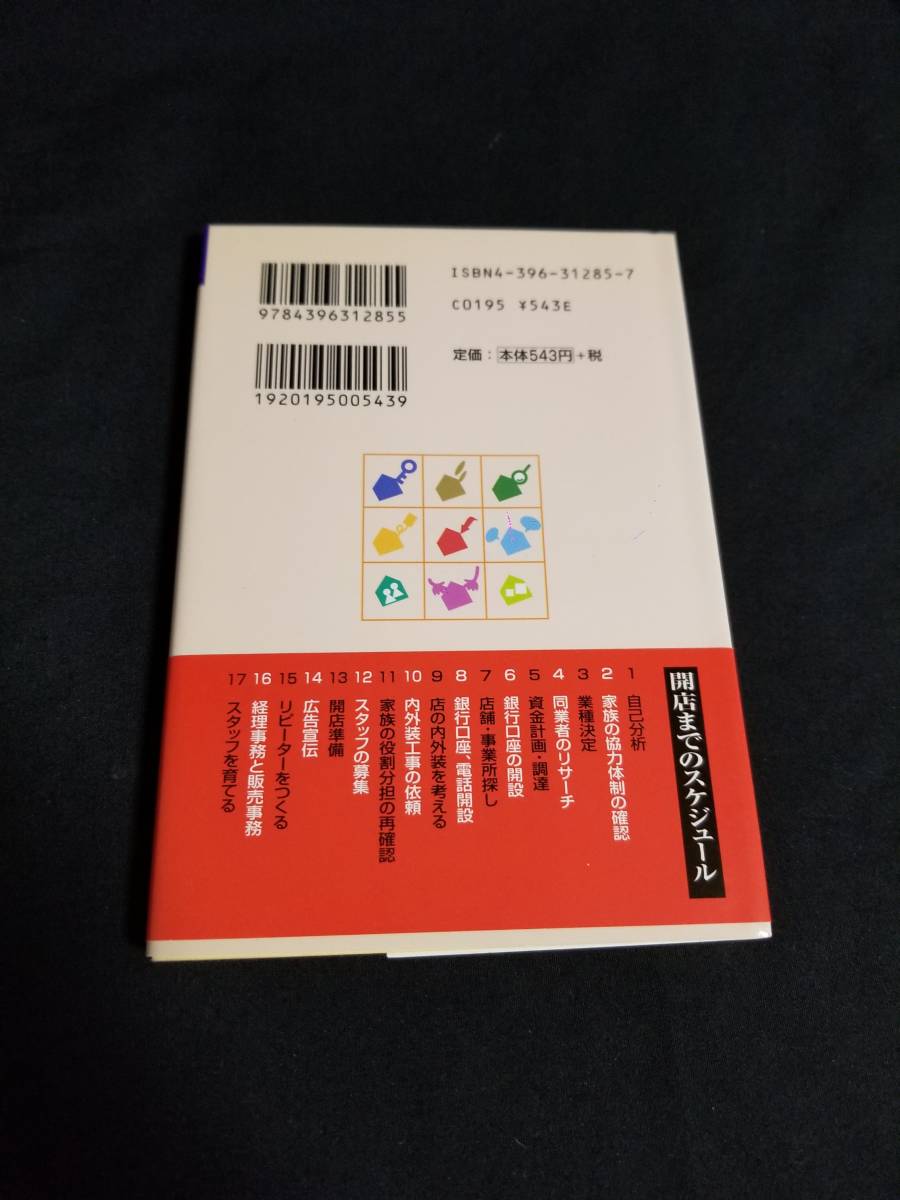 9784396312855
ISBN4-396-31285-7
C0195 ¥543E
1920195005439
定価：本体543円+税
開店までのスケジュール
1 自己分析
2 家族の協力体制の確認
3 業種決定
4 同業者のリサーチ
5 資金計画・調達
6 銀行口座の開設
7 店舗・事業所探し
8 銀行口座、電話開設
9 店の内外装を考える
10 内外装工事の依頼
11 家族の役割分担の再確認
12 スタッフの募集
13 開店準備
14 広告宣伝
15 リピーターをつくる
16 経理事務と販売事務
17 スタッフを育てる